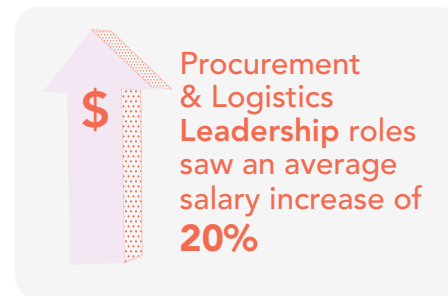 $
Procurement
& Logistics
Leadership roles
saw an average
salary increase of
20%